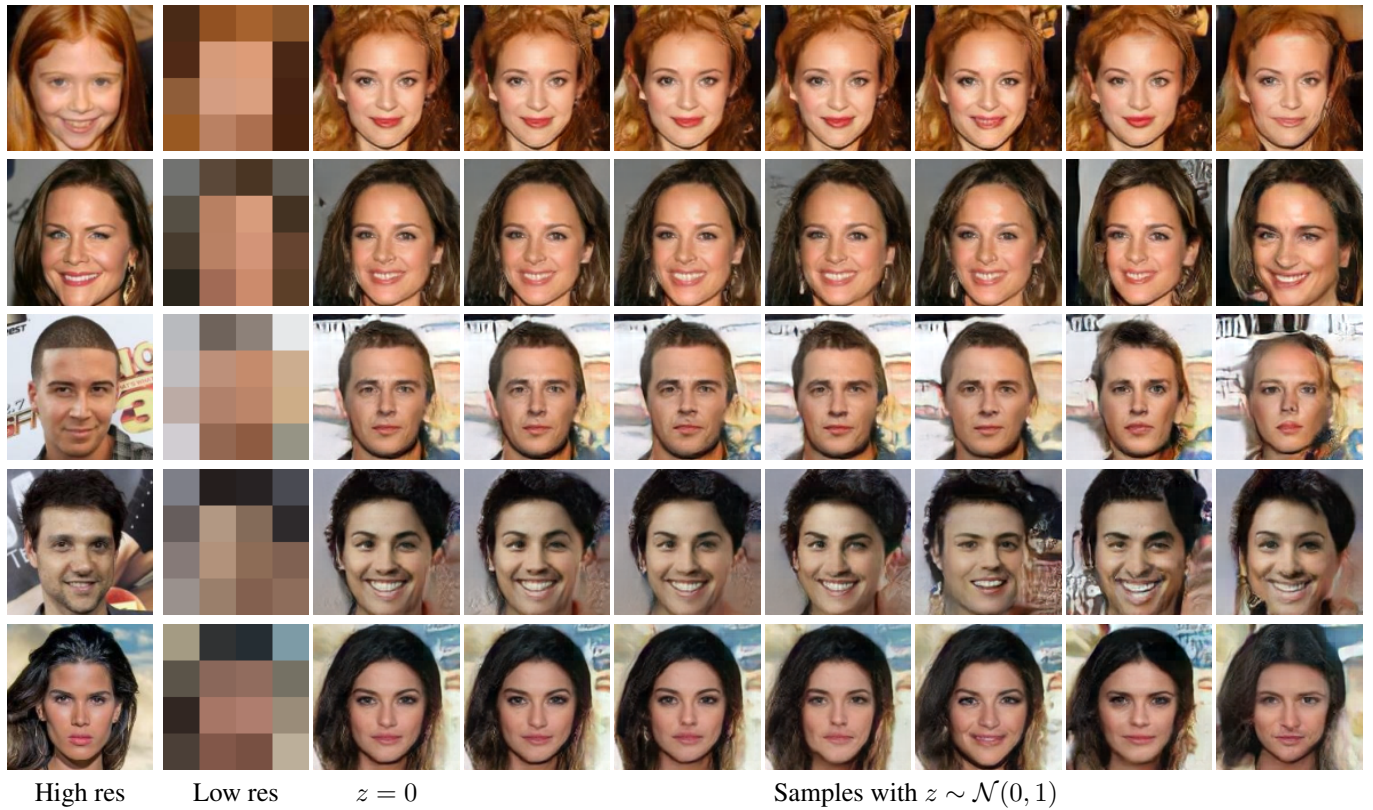 High res Low res z = 0 Samples with z ∼ 𝒩(0, 1)